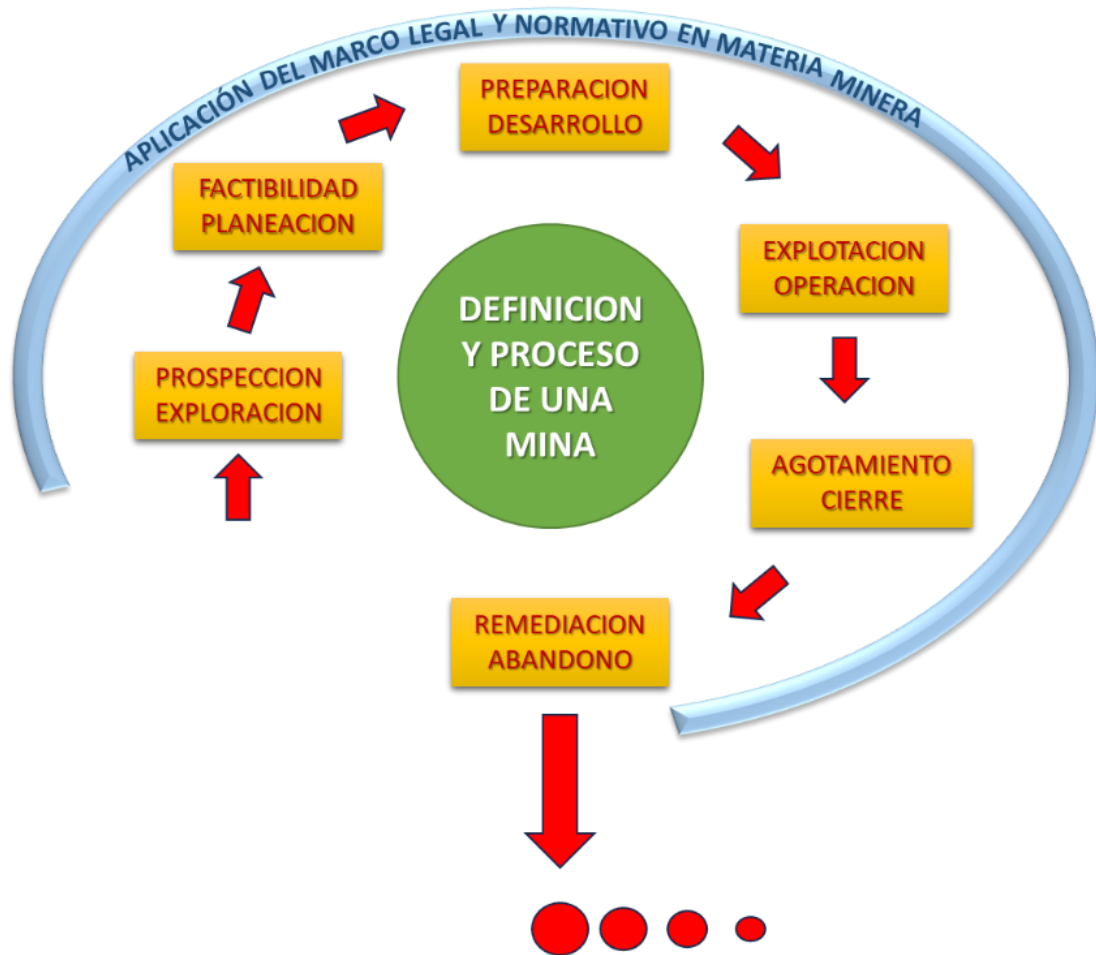 APLICACIÓN DEL MARCO LEGAL Y NORMATIVO EN MATERIA MINERA
PREPARACION
DESARROLLO
FACTIBILIDAD
PLANEACION
EXPLOTACION
OPERACION
DEFINICION
Y PROCESO
DE UNA
MINA
PROSPECCION
EXPLORACION
AGOTAMIENTO
CIERRE
REMEDIACION
ABANDONO